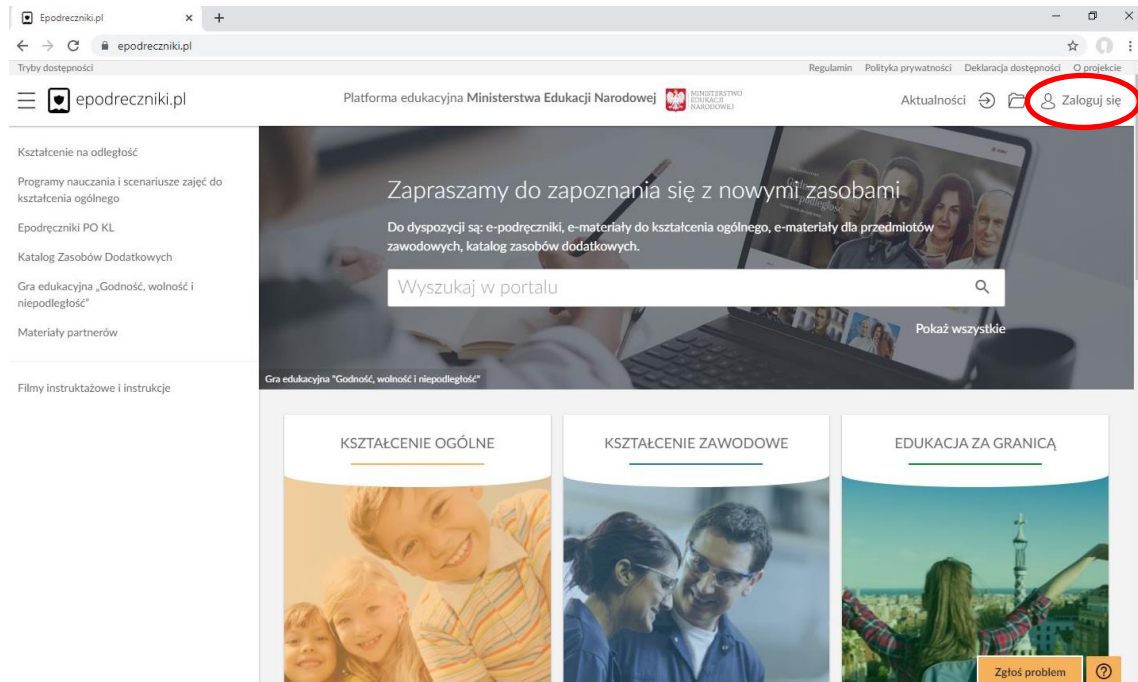 Epodreczniki.pl
epodreczniki.pl
Tryby dostępności
Regulamin Polityka prywatności Deklaracja dostępności O projekcie
epodreczniki.pl
Platforma edukacyjna Ministerstwa Edukacji Narodowej
MINISTERSTWO
EDUKACJI
NARODOWEJ
Aktualności
Zaloguj się
Kształcenie na odległość
Programy nauczania i scenariusze zajęć do
kształcenia ogólnego
Epodręczniki PO KL
Katalog Zasobów Dodatkowych
Gra edukacyjna „Godność, wolność i
niepodległość"
Materiały partnerów
Filmy instruktażowe i instrukcje
Zapraszamy do zapoznania się z nowymi zasobami
Do dyspozycji są: e-podręczniki, e-materiały do kształcenia ogólnego, e-materiały dla przedmiotów
zawodowych, katalog zasobów dodatkowych.
Wyszukaj w portalu
Pokaż wszystkie
Gra edukacyjna "Godność, wolność i niepodległość"
KSZTAŁCENIE OGÓLNE
KSZTAŁCENIE ZAWODOWE
EDUKACJA ZA GRANICĄ
Zgłoś problem